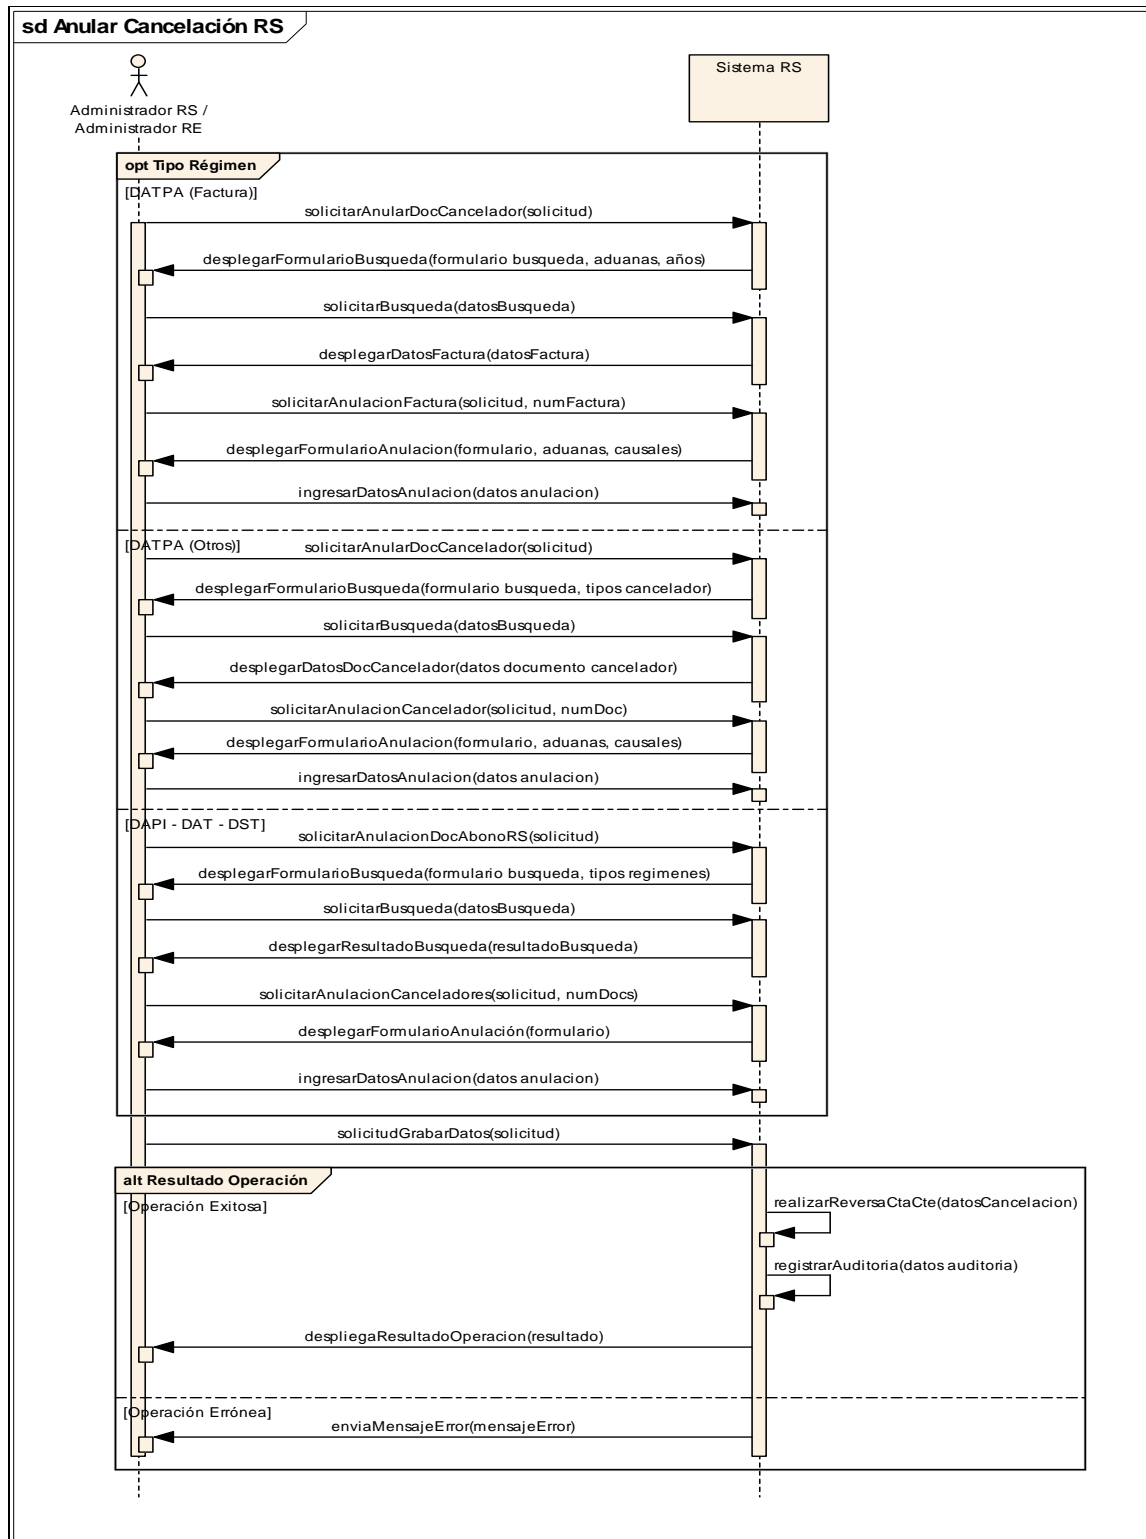 sd Anular Cancelación RS
Administrador RS /
Administrador RE
Sistema RS
opt Tipo Régimen
[DATPA (Factura)]
solicitarAnularDocCancelador(solicitud)
desplegarFormularioBusqueda(formulario busqueda, aduanas, años)
solicitarBusqueda(datosBusqueda)
desplegarDatosFactura(datosFactura)
solicitarAnulacionFactura(solicitud, numFactura)
desplegarFormularioAnulacion(formulario, aduanas, causales)
ingresarDatosAnulacion(datos anulacion)
[DATPA (Otros)]
solicitarAnularDocCancelador(solicitud)
desplegarFormularioBusqueda(formulario busqueda, tipos cancelador)
solicitarBusqueda(datosBusqueda)
desplegarDatosDocCancelador(datos documento cancelador)
solicitarAnulacionCancelador(solicitud, numDoc)
desplegarFormularioAnulacion(formulario, aduanas, causales)
ingresarDatosAnulacion(datos anulacion)
[DAPI - DAT - DST]
solicitarAnulacionDocAbonoRS(solicitud)
desplegarFormularioBusqueda(formulario busqueda, tipos regimenes)
solicitarBusqueda(datosBusqueda)
desplegarResultadoBusqueda(resultadoBusqueda)
solicitarAnulacionCanceladores(solicitud, numDocs)
desplegarFormularioAnulación(formulario)
ingresarDatosAnulacion(datos anulacion)
solicitudGrabarDatos(solicitud)
alt Resultado Operación
[Operación Exitosa]
realizarReversaCtaCte(datosCancelacion)
registrarAuditoria(datos auditoria)
despliegaResultadoOperacion(resultado)
[Operación Errónea]
enviaMensajeError(mensajeError)